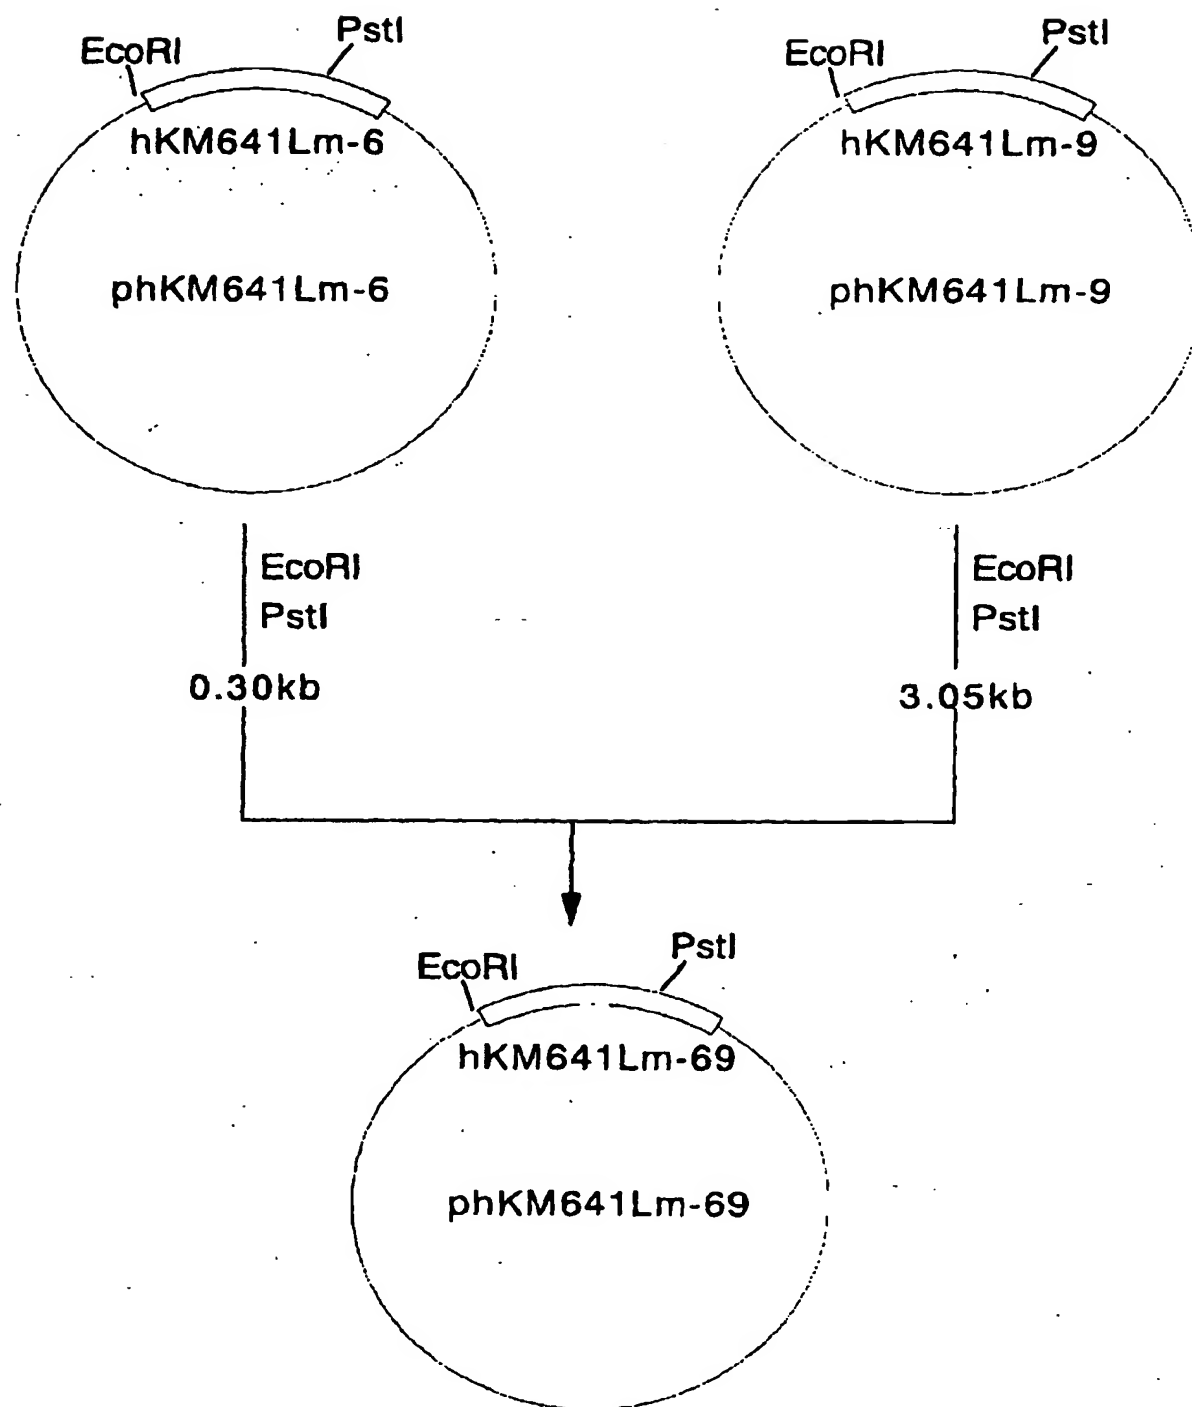 EcoRI
PstI
hKM641Lm-6
phKM641Lm-6
EcoRI
PstI
hKM641Lm-9
phKM641Lm-9
EcoRI
PstI
0.30kb
EcoRI
PstI
3.05kb
EcoRI
PstI
hKM641Lm-69
phKM641Lm-69